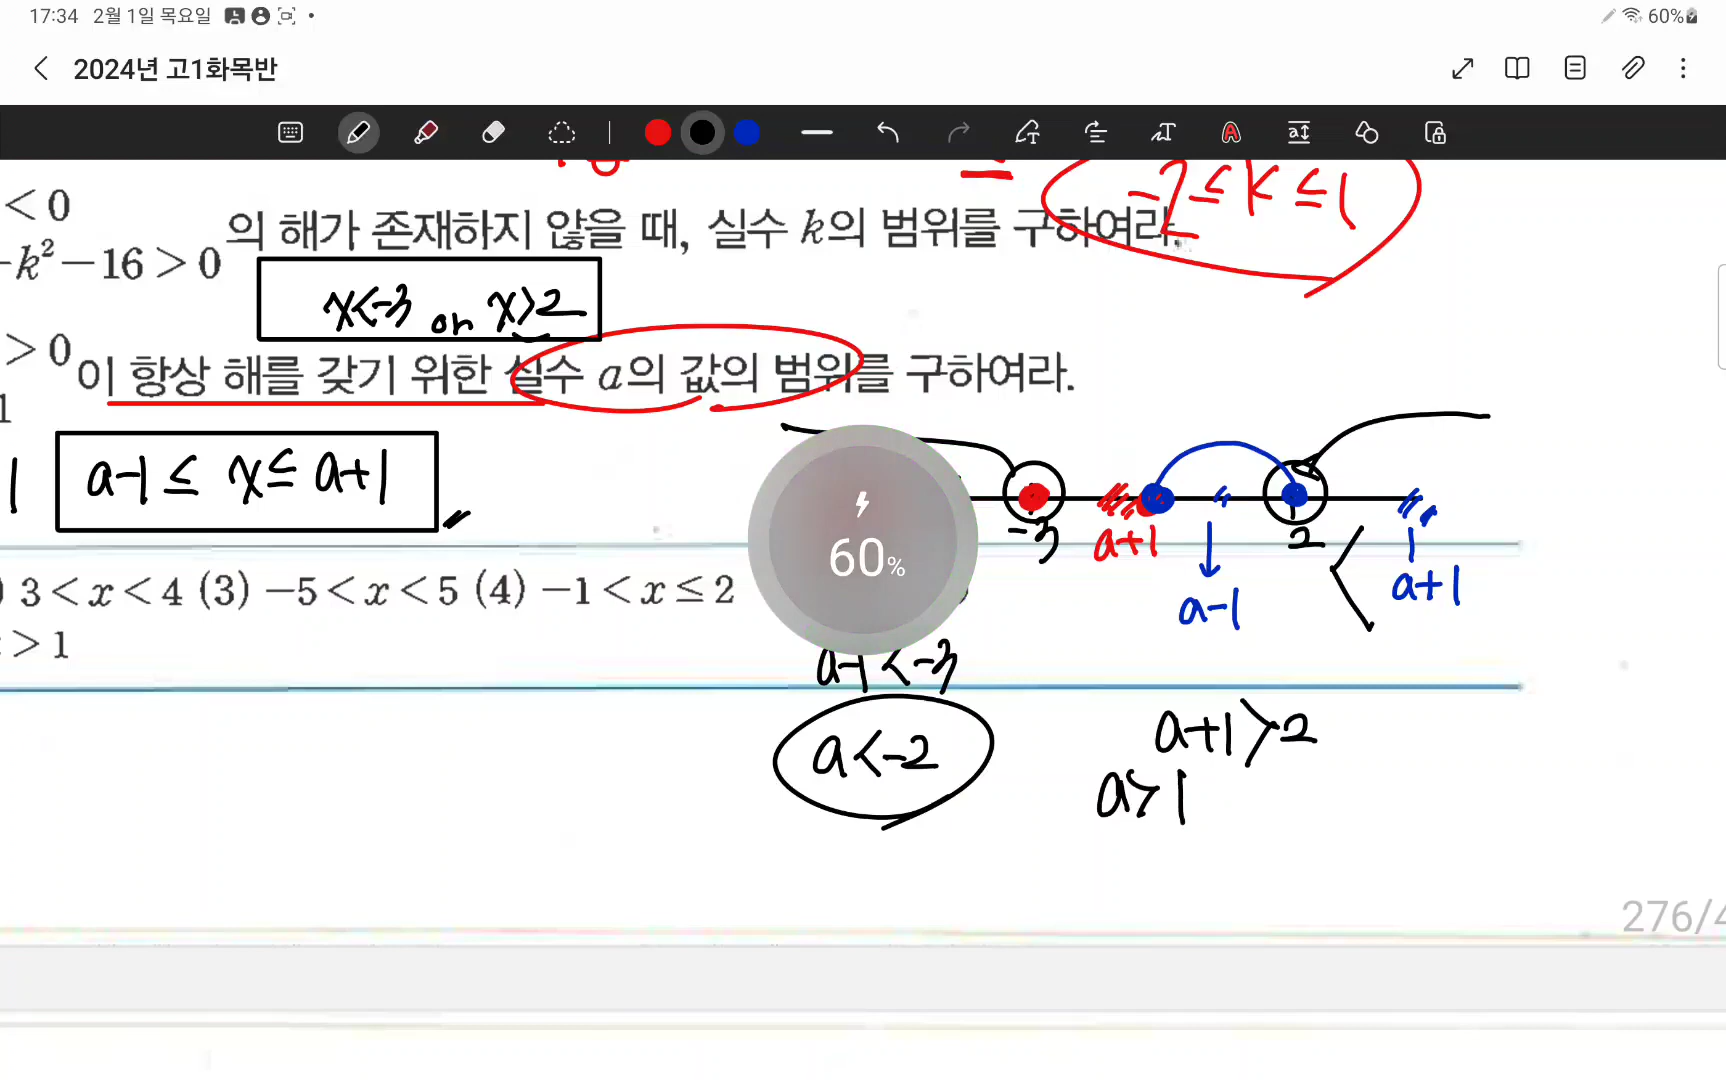 17:34 2월 1일 목요일
60%
2024년 고1화목반
< 0
-2 ≤ k ≤ 1
-k² - 16 > 0 의 해가 존재하지 않을 때, 실수 k의 범위를 구하여라.
x<-3 or x>2
> 0
이 항상 해를 갖기 위한 실수 a의 값의 범위를 구하여라.
1
1 a-1 ≤ x ≤ a+1
-3 a+1 2
60%
a-1 a+1
) 3 < x < 4 (3) -5 < x < 5 (4) -1 < x ≤ 2
> 1
a-1 < -3
a < -2
a+1 > 2
a > 1
276/4